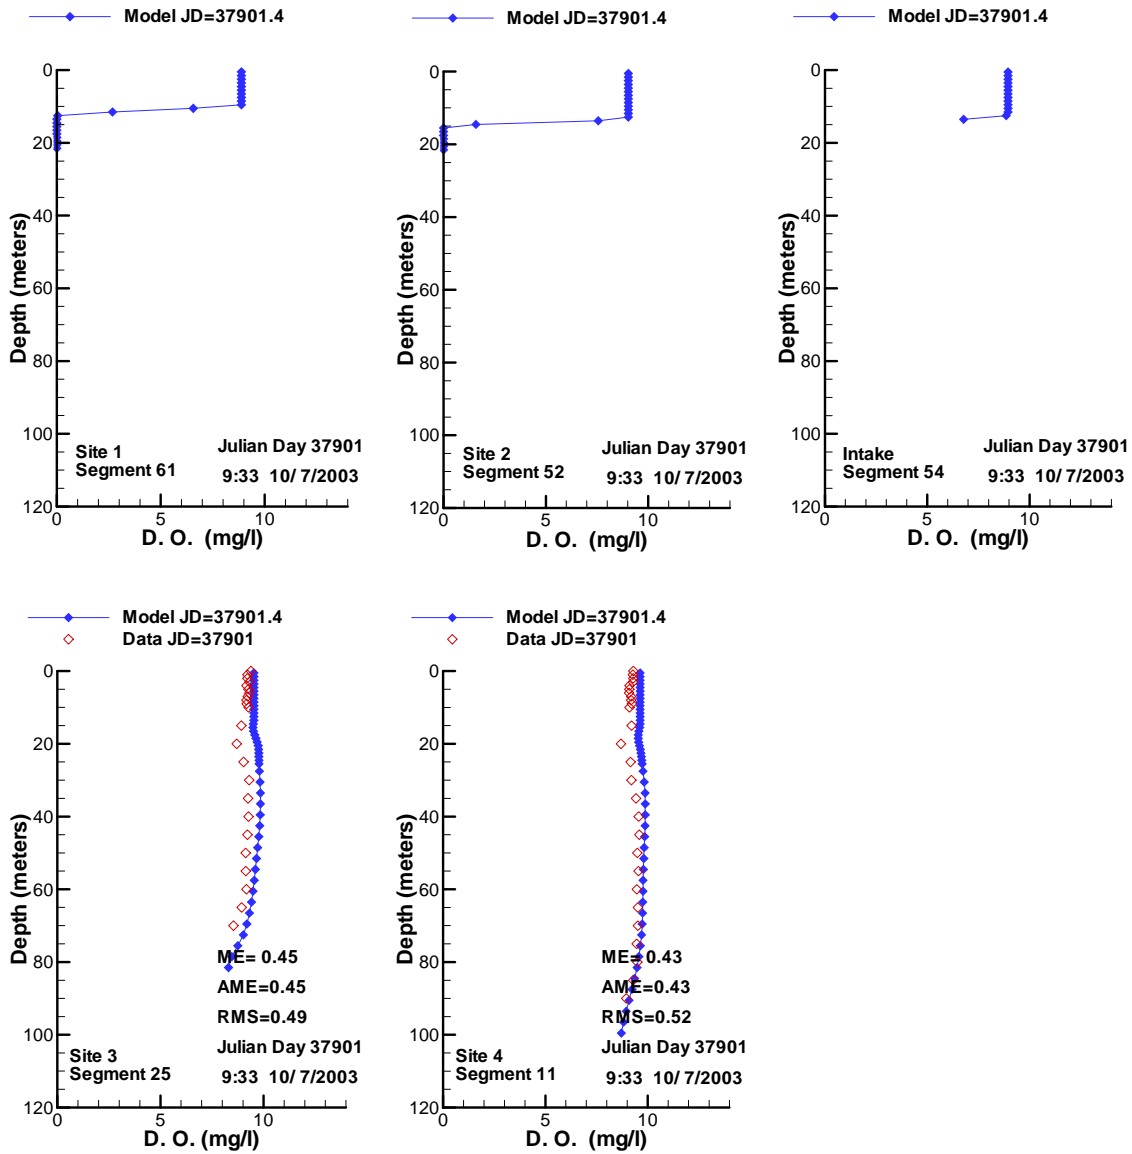 Model JD=37901.4
0
20
40
60
80
100
120
Depth (meters)
Site 1
Segment 61
Julian Day 37901
9:33 10/ 7/2003
0 5 10
D. O. (mg/l)
Model JD=37901.4
0
20
40
60
80
100
120
Depth (meters)
Site 2
Segment 52
Julian Day 37901
9:33 10/ 7/2003
0 5 10
D. O. (mg/l)
Model JD=37901.4
0
20
40
60
80
100
120
Depth (meters)
Intake
Segment 54
Julian Day 37901
9:33 10/ 7/2003
0 5 10
D. O. (mg/l)
Model JD=37901.4
Data JD=37901
0
20
40
60
80
100
120
Depth (meters)
ME= 0.45
AME=0.45
RMS=0.49
Site 3
Segment 25
Julian Day 37901
9:33 10/ 7/2003
0 5 10
D. O. (mg/l)
Model JD=37901.4
Data JD=37901
0
20
40
60
80
100
120
Depth (meters)
ME= 0.43
AME=0.43
RMS=0.52
Site 4
Segment 11
Julian Day 37901
9:33 10/ 7/2003
0 5 10
D. O. (mg/l)